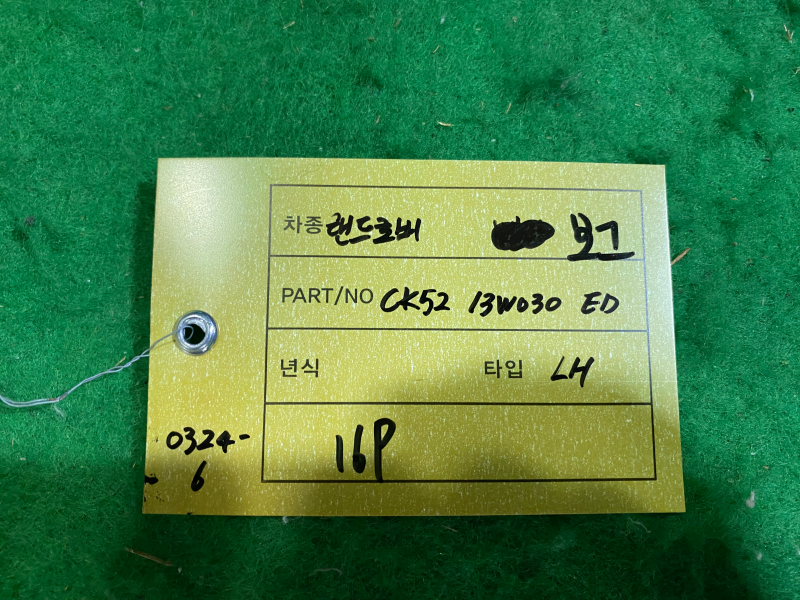 차종 랜드로버 보그
PART/NO CK52 13W030 ED
년식 타입 LH
16P
0324-
6